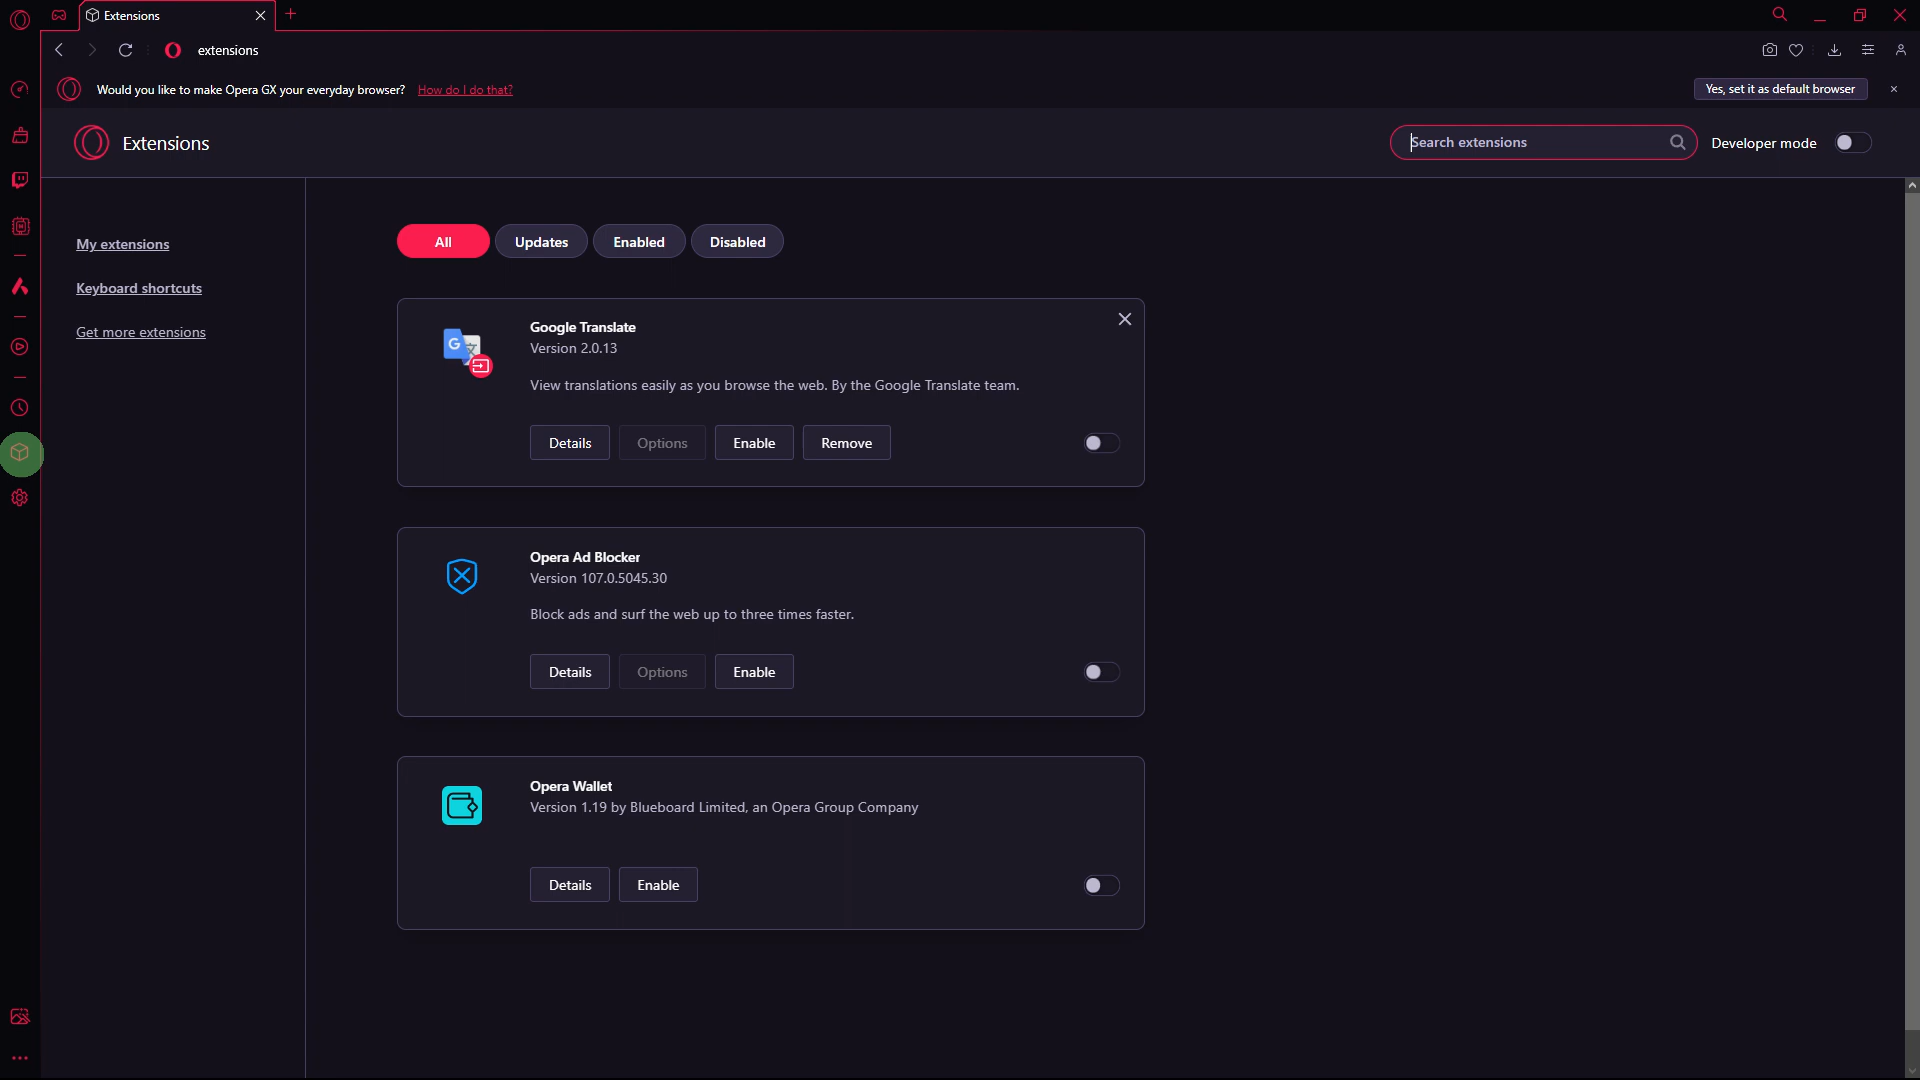 Extensions
extensions
Would you like to make Opera GX your everyday browser? How do I do that?
Yes, set it as default browser
Extensions
Search extensions
Developer mode
My extensions
Keyboard shortcuts
Get more extensions
All
Updates
Enabled
Disabled
Google Translate
Version 2.0.13
View translations easily as you browse the web. By the Google Translate team.
Details
Options
Enable
Remove
Opera Ad Blocker
Version 107.0.5045.30
Block ads and surf the web up to three times faster.
Details
Options
Enable
Opera Wallet
Version 1.19 by Blueboard Limited, an Opera Group Company
Details
Enable